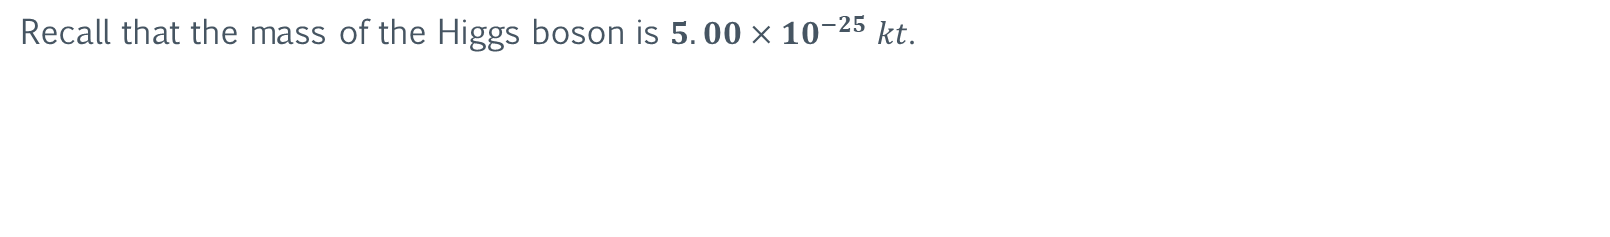 Recall that the mass of the Higgs boson is 5.00 × 10⁻²⁵ kt.